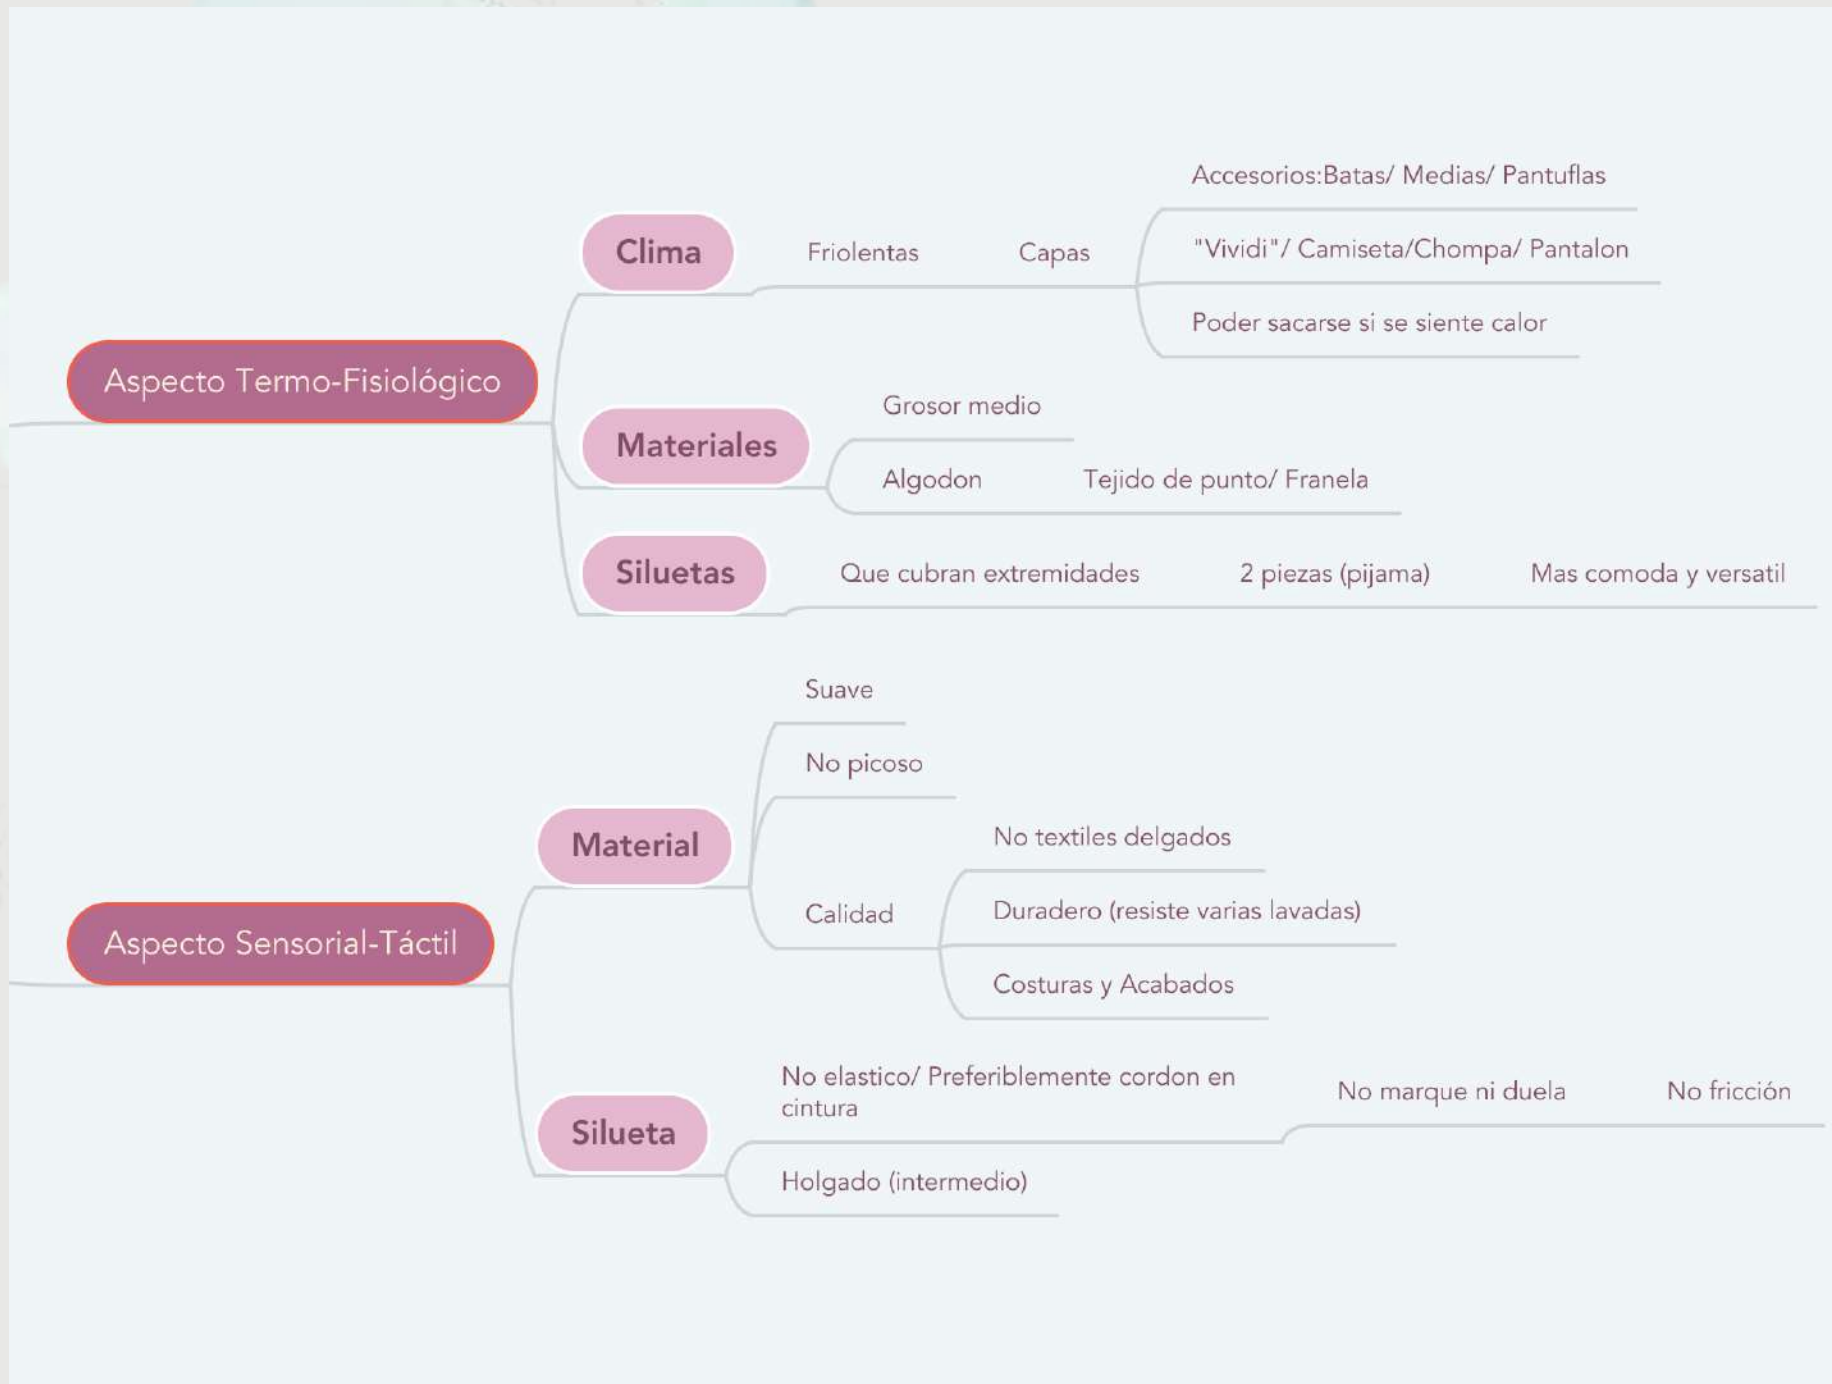 Aspecto Termo-Fisiológico
Clima
Friolentas
Capas
Accesorios:Batas/ Medias/ Pantuflas
"Vividi"/ Camiseta/Chompa/ Pantalon
Poder sacarse si se siente calor
Materiales
Grosor medio
Algodon
Tejido de punto/ Franela
Siluetas
Que cubran extremidades
2 piezas (pijama)
Mas comoda y versatil
Aspecto Sensorial-Táctil
Material
Suave
No picoso
Calidad
No textiles delgados
Duradero (resiste varias lavadas)
Costuras y Acabados
Silueta
No elastico/ Preferiblemente cordon en
cintura
No marque ni duela
No fricción
Holgado (intermedio)